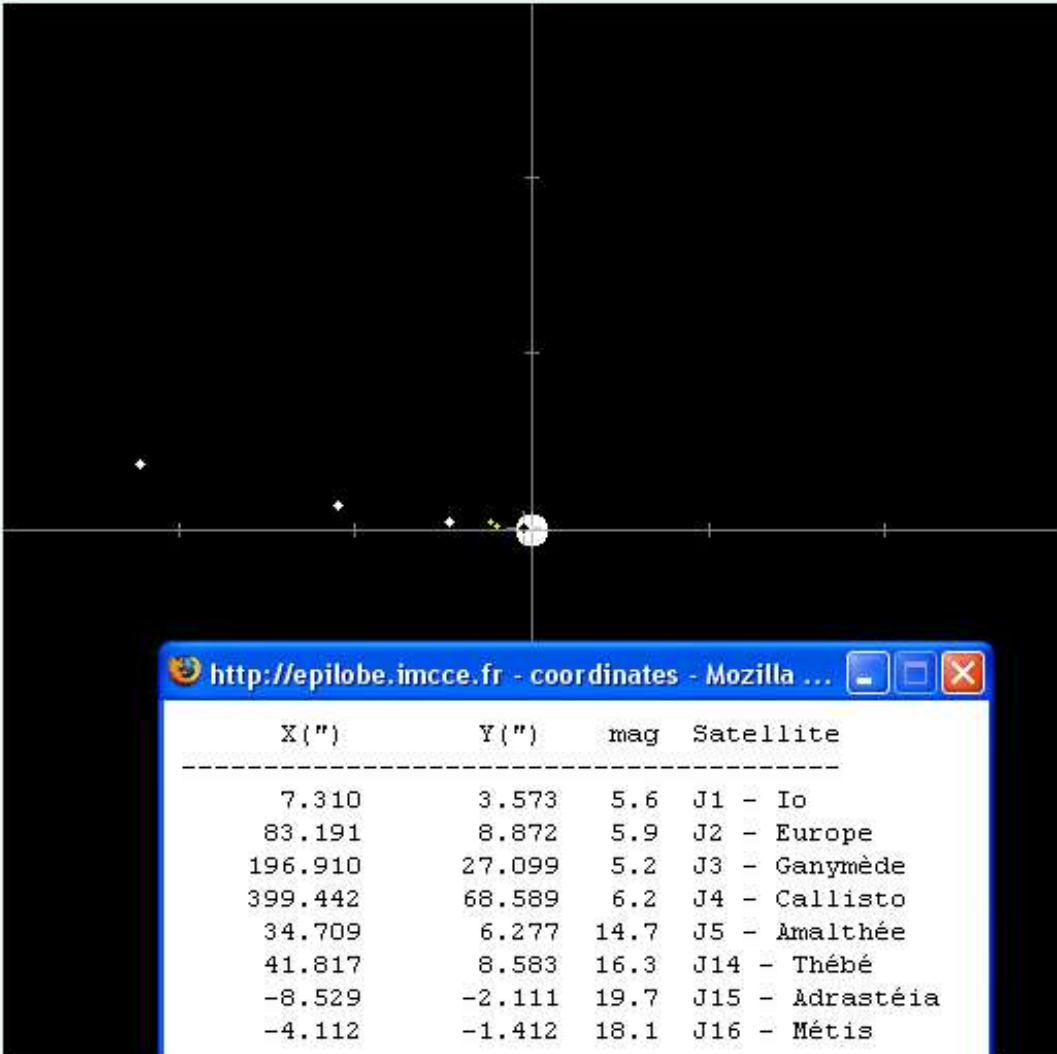 http://epilobe.imcce.fr - coordinates - Mozilla ...
X(") Y(") mag Satellite
----------------------------------------
7.310 3.573 5.6 J1 - Io
83.191 8.872 5.9 J2 - Europe
196.910 27.099 5.2 J3 - Ganymède
399.442 68.589 6.2 J4 - Callisto
34.709 6.277 14.7 J5 - Amalthée
41.817 8.583 16.3 J14 - Thébé
-8.529 -2.111 19.7 J15 - Adrastéia
-4.112 -1.412 18.1 J16 - Métis